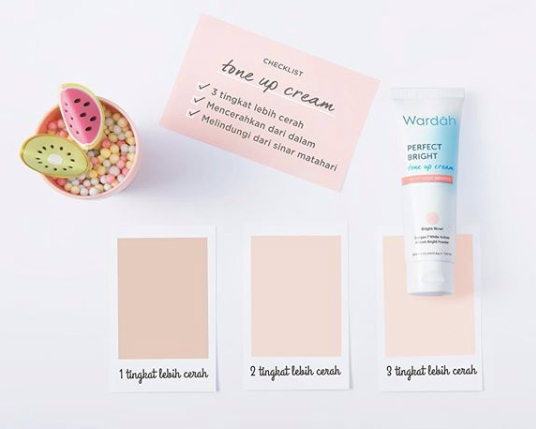 CHECKLIST
tone up cream
3 tingkat lebih cerah
Mencerahkan dari dalam
Melindungi dari sinar matahari
Wardah
PERFECT
BRIGHT
tone up cream
1 tingkat lebih cerah
2 tingkat lebih cerah
3 tingkat lebih cerah